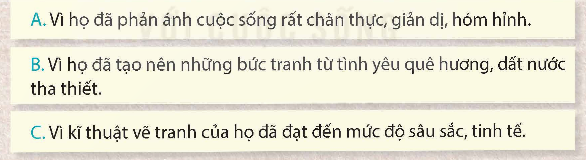 A. Vì họ đã phản ánh cuộc sống rất chân thực, giản dị, hóm hỉnh.
B. Vì họ đã tạo nên những bức tranh từ tình yêu quê hương, dất nước
tha thiết.
C. Vì kĩ thuật vẽ tranh của họ đã đạt đến mức độ sâu sắc, tinh tế.